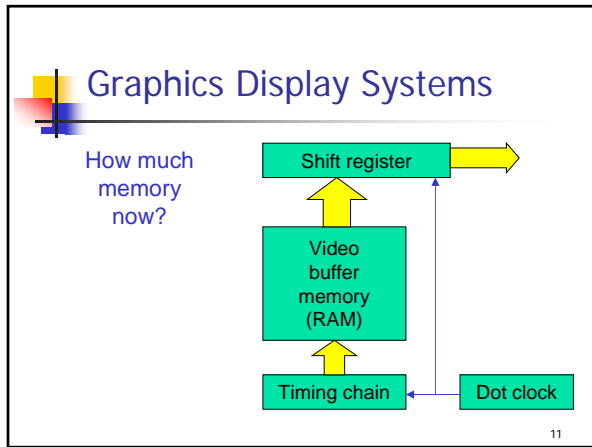 Graphics Display Systems
How much
memory
now?
Shift register
Video
buffer
memory
(RAM)
Timing chain
Dot clock
11